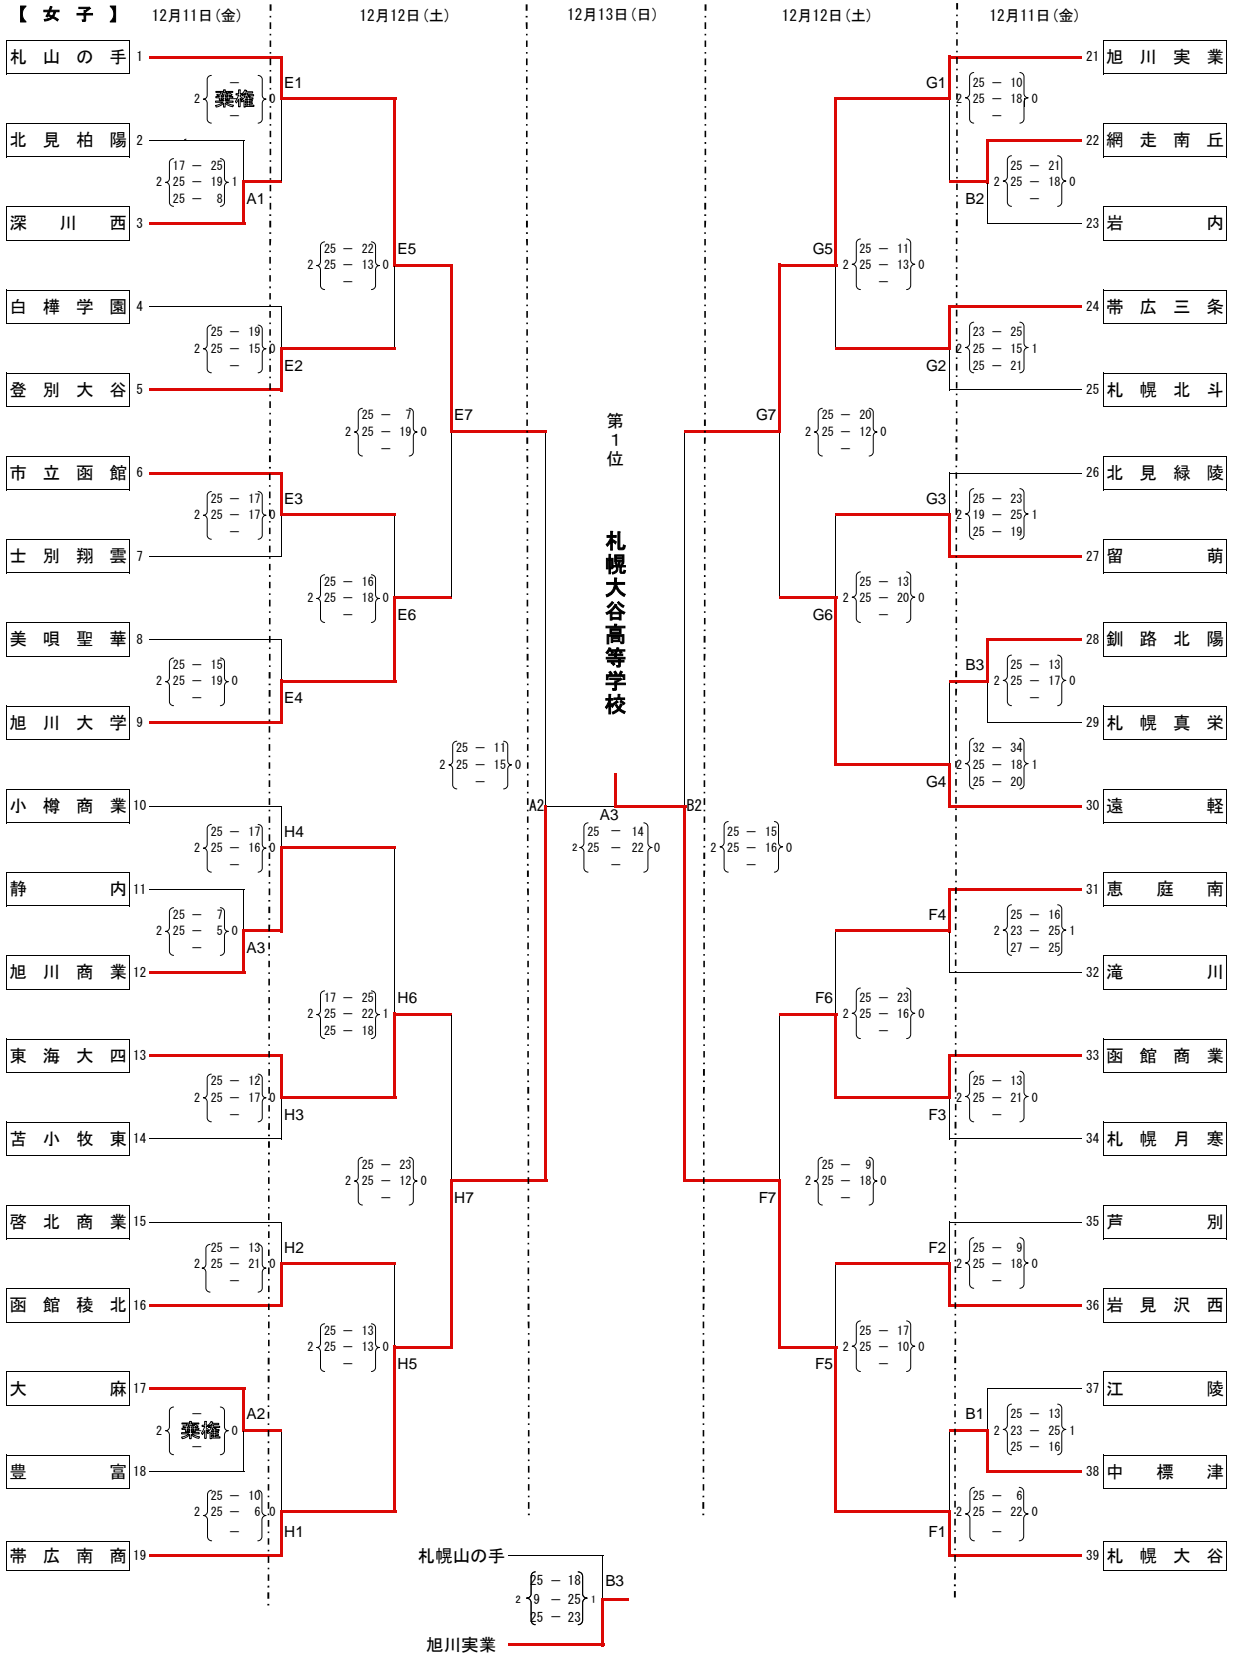 【 女 子 】 12月11日(金) 12月12日(土) 12月13日(日) 12月12日(土) 12月11日(金)
札山の手 1
棄権
2 － － － 0
E1
北見柏陽 2
17 － 25
2 25 － 19 1
25 － 8
A1
深川西 3
25 － 22
2 25 － 13 0
－
E5
白樺学園 4
25 － 19
2 25 － 15 0
－
E2
登別大谷 5
25 － 7
2 25 － 19 0
－
E7
市立函館 6
25 － 17
2 25 － 17 0
－
E3
士別翔雲 7
25 － 16
2 25 － 18 0
－
E6
美唄聖華 8
25 － 15
2 25 － 19 0
－
E4
旭川大学 9
25 － 11
2 25 － 15 0
－
A2
小樽商業 10
25 － 17
2 25 － 16 0
－
H4
静内 11
25 － 7
2 25 － 5 0
－
A3
旭川商業 12
17 － 25
2 25 － 22 1
25 － 18
H6
東海大四 13
25 － 12
2 25 － 17 0
－
H3
苫小牧東 14
25 － 23
2 25 － 12 0
－
H7
啓北商業 15
25 － 13
2 25 － 21 0
－
H2
函館稜北 16
25 － 13
2 25 － 13 0
－
H5
大麻 17
棄権
2 － － 0
A2
豊富 18
25 － 10
2 25 － 6 0
－
H1
帯広南商 19
第1位
札幌大谷高等学校
A3
25 － 14
2 25 － 22 0
－
札幌山の手
25 － 18
2 9 － 25 1
25 － 23
B3
旭川実業
21 旭川実業
G1
25 － 10
2 25 － 18 0
－
22 網走南丘
25 － 21
2 25 － 18 0
－
B2
23 岩内
G5
25 － 11
2 25 － 13 0
－
24 帯広三条
23 － 25
2 25 － 15 1
25 － 21
G2
25 札幌北斗
G7
25 － 20
2 25 － 12 0
－
26 北見緑陵
G3
25 － 23
2 19 － 25 1
25 － 19
27 留萌
25 － 13
2 25 － 20 0
－
G6
28 釧路北陽
B3
25 － 13
2 25 － 17 0
－
29 札幌真栄
32 － 34
2 25 － 18 1
25 － 20
G4
30 遠軽
B2
25 － 15
2 25 － 16 0
－
31 恵庭南
F4
25 － 16
2 23 － 25 1
27 － 25
32 滝川
F6
25 － 23
2 25 － 16 0
－
33 函館商業
25 － 13
2 25 － 21 0
－
F3
34 札幌月寒
25 － 9
2 25 － 18 0
－
F7
35 芦別
F2
25 － 9
2 25 － 18 0
－
36 岩見沢西
25 － 17
2 25 － 10 0
－
F5
37 江陵
B1
25 － 13
2 23 － 25 1
25 － 16
38 中標津
25 － 6
2 25 － 22 0
－
F1
39 札幌大谷